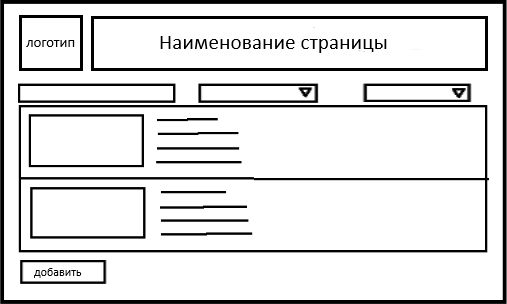 логотип
Наименование страницы
добавить